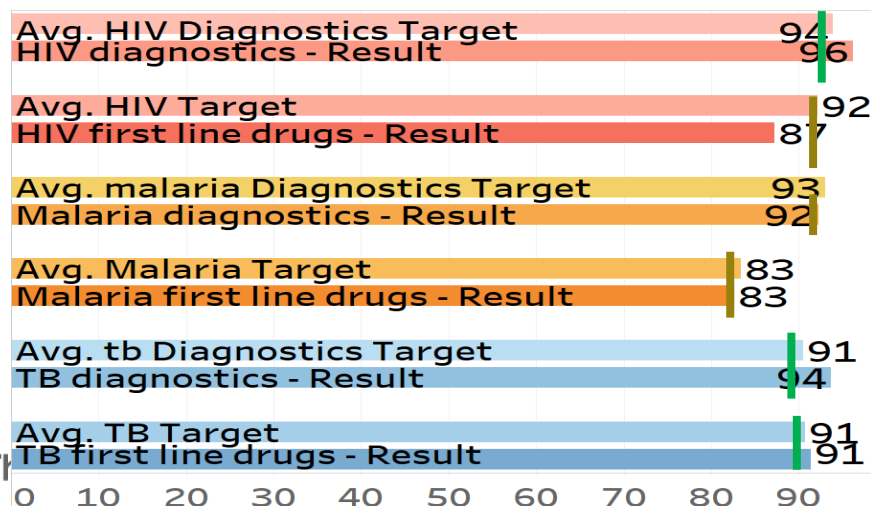 Avg. HIV Diagnostics Target 94
HIV diagnostics - Result 96
Avg. HIV Target 92
HIV first line drugs - Result 87
Avg. malaria Diagnostics Target 93
Malaria diagnostics - Result 92
Avg. Malaria Target 83
Malaria first line drugs - Result 83
Avg. tb Diagnostics Target 91
TB diagnostics - Result 94
Avg. TB Target 91
TB first line drugs - Result 91
0 10 20 30 40 50 60 70 80 90